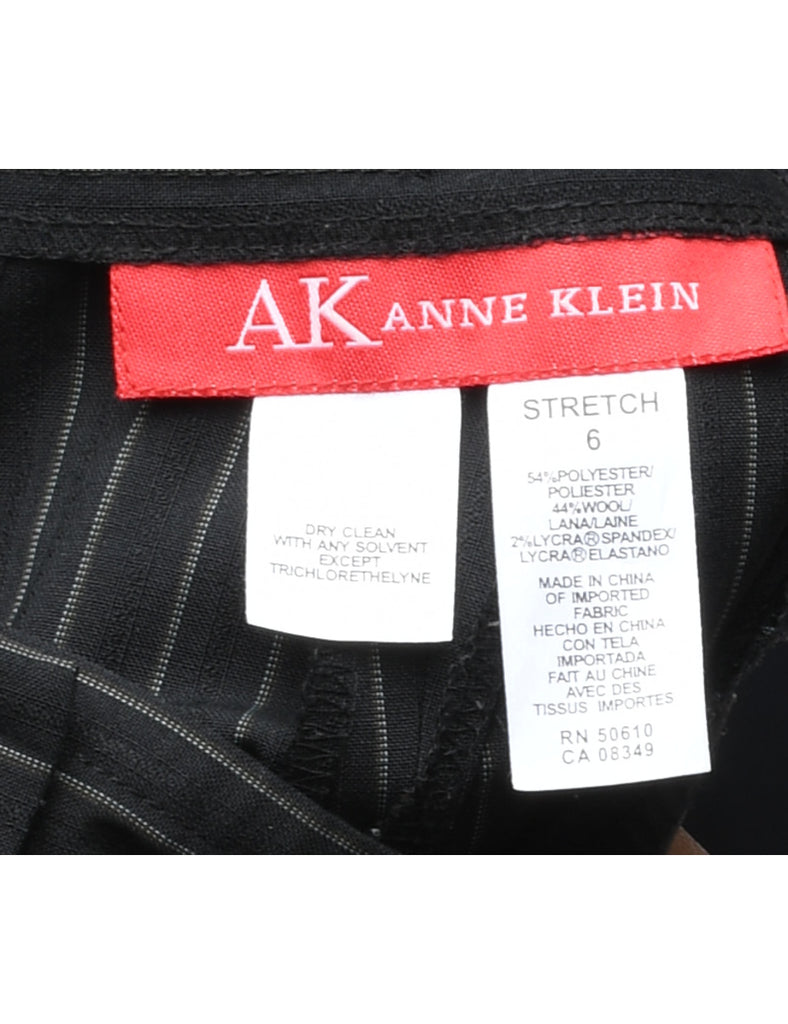 AK ANNE KLEIN
DRY CLEAN
WITH ANY SOLVENT
EXCEPT
TRICHLORETHELYNE
STRETCH
6
54%POLYESTER/
POLIESTER
44%WOOL/
LANA/LAINE
2%LYCRA®SPANDEX/
LYCRA®ELASTANO
MADE IN CHINA
OF IMPORTED
FABRIC
HECHO EN CHINA
CON TELA
IMPORTADA
FAIT AU CHINE
AVEC DES
TISSUS IMPORTES
RN 50610
CA 08349